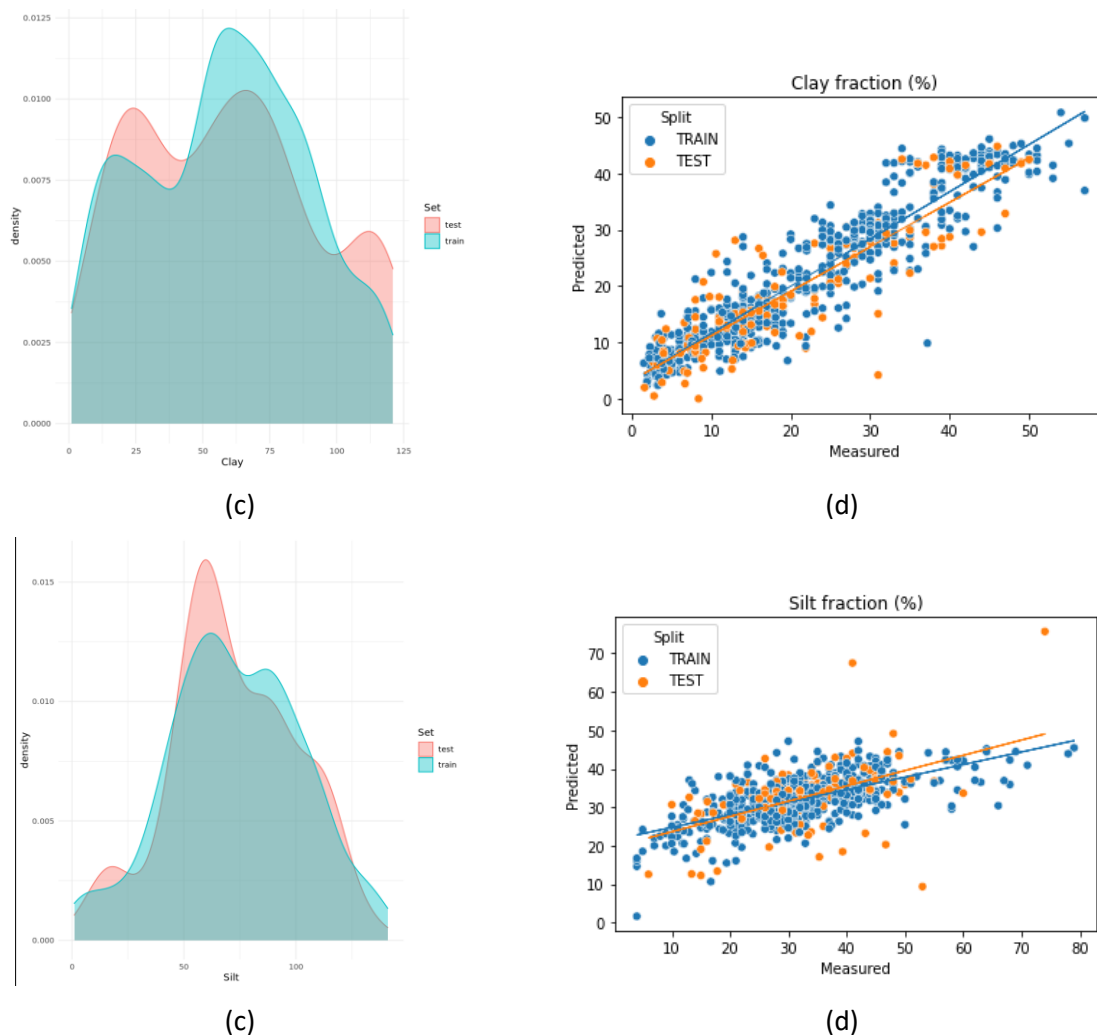 0.0125
0.0100
0.0075
0.0050
0.0025
0.0000
density
0 25 50 75 100 125
Clay
Set
test
train
(c)
Clay fraction (%)
Split
TRAIN
TEST
50
40
30
20
10
0
Predicted
0 10 20 30 40 50
Measured
(d)
0.015
0.010
0.005
0.000
density
0 50 100
Silt
Set
test
train
(c)
Silt fraction (%)
Split
TRAIN
TEST
70
60
50
40
30
20
10
0
Predicted
10 20 30 40 50 60 70 80
Measured
(d)